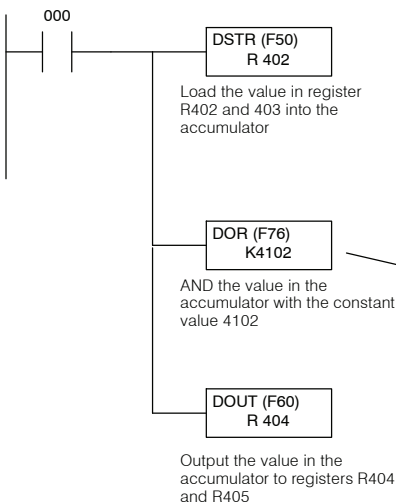 000
DSTR (F50)
R 402
Load the value in register
R402 and 403 into the
accumulator
DOR (F76)
K4102
AND the value in the
accumulator with the constant
value 4102
DOUT (F60)
R 404
Output the value in the
accumulator to registers R404
and R405